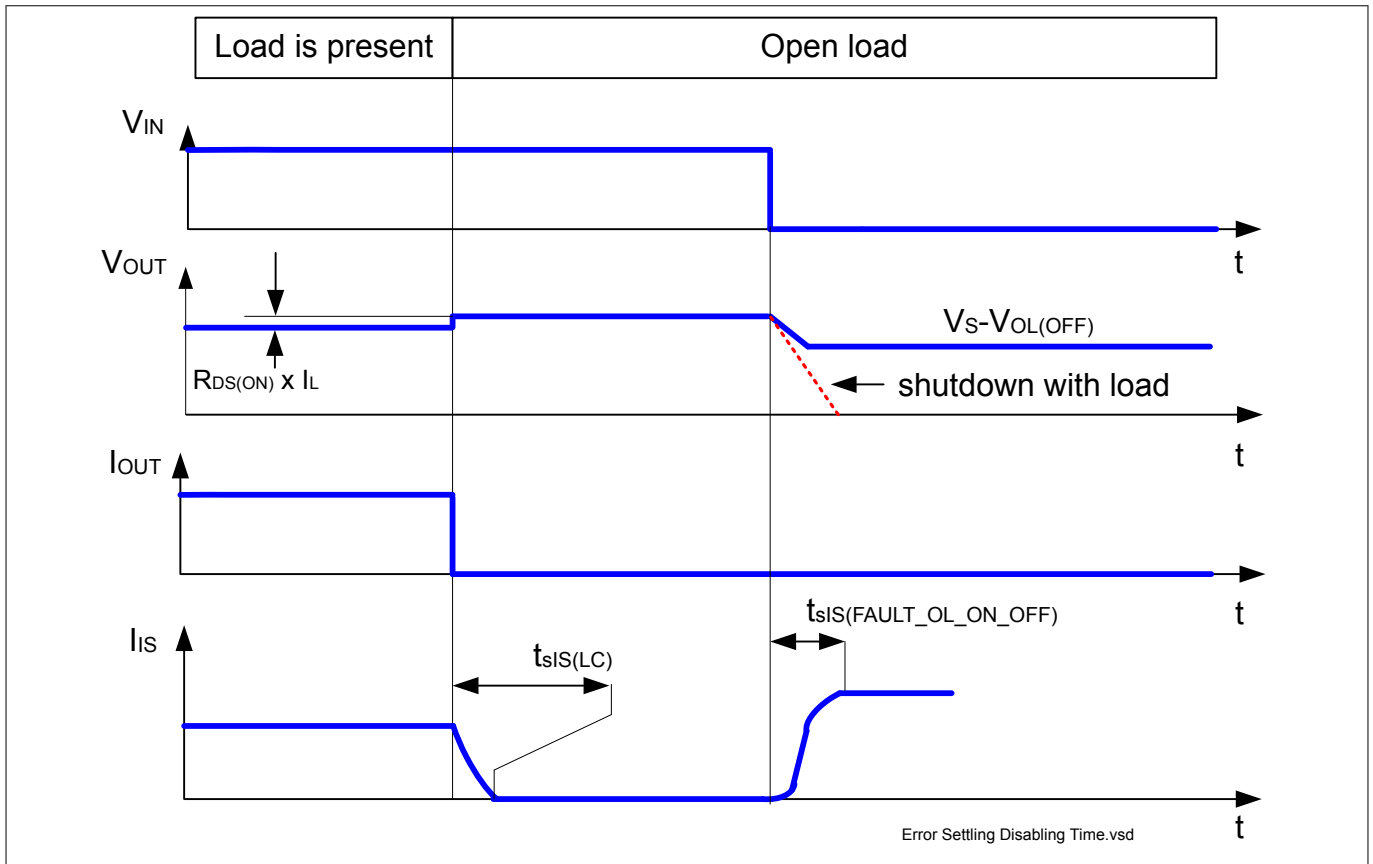 Load is present
Open load
VIN
t
VOUT
VS-VOL(OFF)
RDS(ON) x IL
shutdown with load
t
IOUT
t
tsIS(FAULT_OL_ON_OFF)
IIS
tsIS(LC)
Error Settling Disabling Time.vsd
t